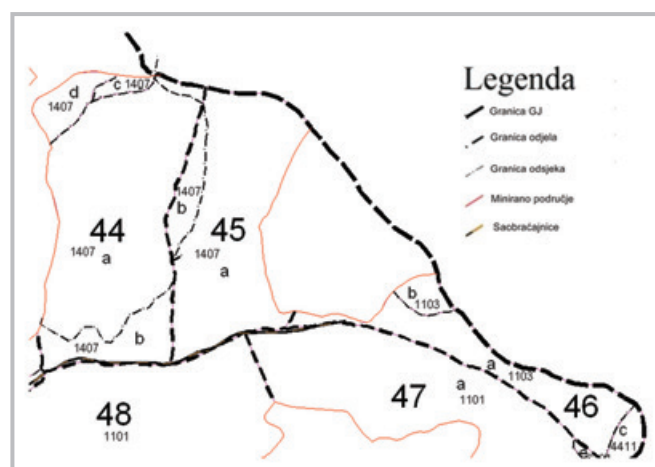 Legenda
Granica GJ
Granica odjela
Granica odsjeka
Minirano područje
Saobraćajnice
d
1407
c 1407
1407
b
44
1407
a
45
1407
a
b
1407
b
1103
a
1103
a
1101
47
46
c
4411
e
48
1101